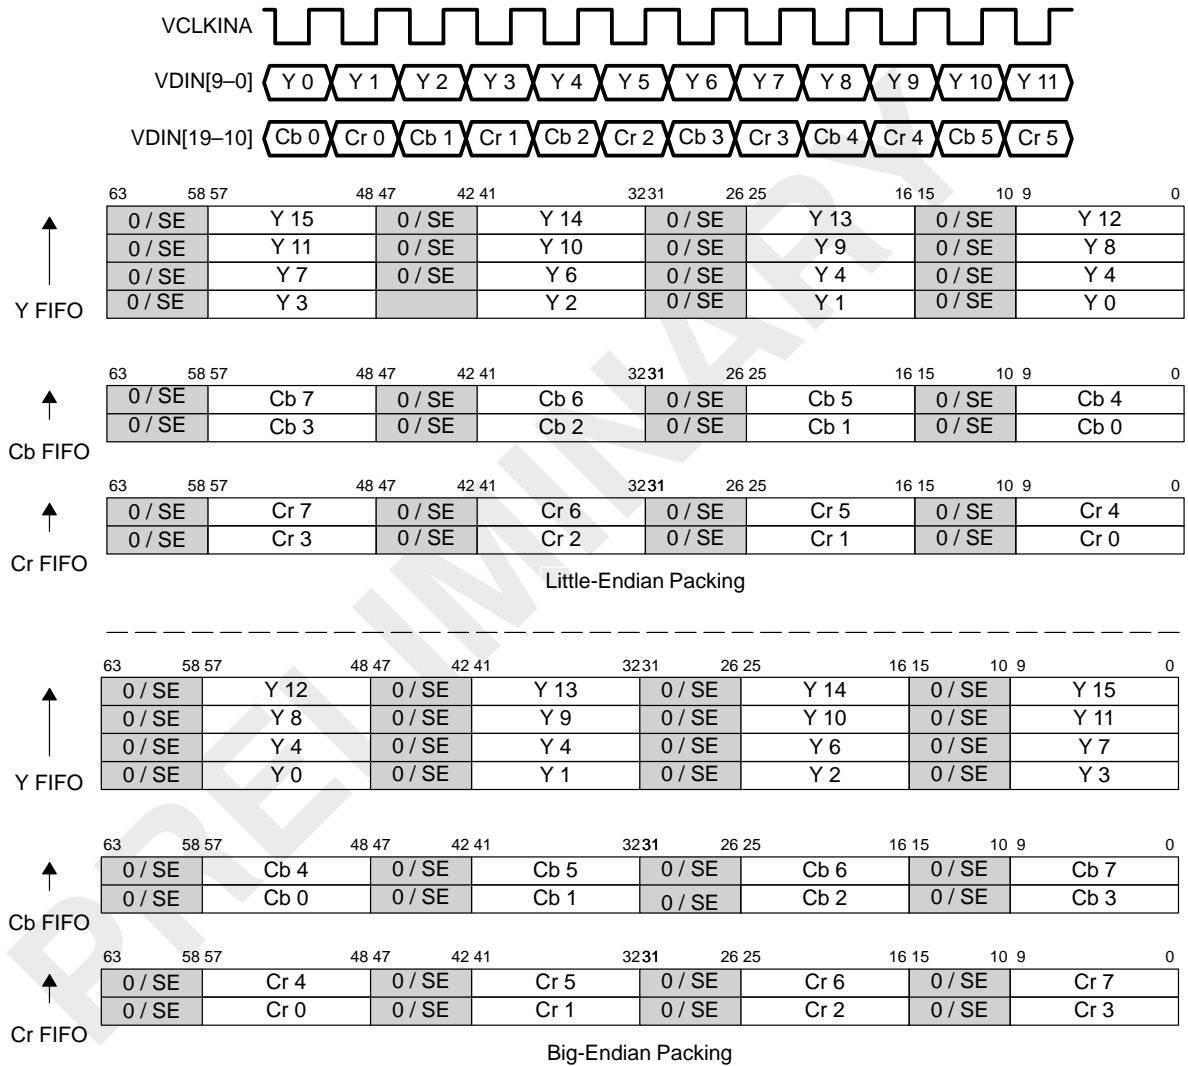 VCLKINA
VDIN[9–0] Y 0 Y 1 Y 2 Y 3 Y 4 Y 5 Y 6 Y 7 Y 8 Y 9 Y 10 Y 11
VDIN[19–10] Cb 0 Cr 0 Cb 1 Cr 1 Cb 2 Cr 2 Cb 3 Cr 3 Cb 4 Cr 4 Cb 5 Cr 5
63 58 57 48 47 42 41 32 31 26 25 16 15 10 9 0
0 / SE Y 15 0 / SE Y 14 0 / SE Y 13 0 / SE Y 12
0 / SE Y 11 0 / SE Y 10 0 / SE Y 9 0 / SE Y 8
0 / SE Y 7 0 / SE Y 6 0 / SE Y 4 0 / SE Y 4
0 / SE Y 3 Y 2 0 / SE Y 1 0 / SE Y 0
Y FIFO
63 58 57 48 47 42 41 32 31 26 25 16 15 10 9 0
0 / SE Cb 7 0 / SE Cb 6 0 / SE Cb 5 0 / SE Cb 4
0 / SE Cb 3 0 / SE Cb 2 0 / SE Cb 1 0 / SE Cb 0
Cb FIFO
63 58 57 48 47 42 41 32 31 26 25 16 15 10 9 0
0 / SE Cr 7 0 / SE Cr 6 0 / SE Cr 5 0 / SE Cr 4
0 / SE Cr 3 0 / SE Cr 2 0 / SE Cr 1 0 / SE Cr 0
Cr FIFO
Little-Endian Packing
63 58 57 48 47 42 41 32 31 26 25 16 15 10 9 0
0 / SE Y 12 0 / SE Y 13 0 / SE Y 14 0 / SE Y 15
0 / SE Y 8 0 / SE Y 9 0 / SE Y 10 0 / SE Y 11
0 / SE Y 4 0 / SE Y 4 0 / SE Y 6 0 / SE Y 7
0 / SE Y 0 0 / SE Y 1 0 / SE Y 2 0 / SE Y 3
Y FIFO
63 58 57 48 47 42 41 32 31 26 25 16 15 10 9 0
0 / SE Cb 4 0 / SE Cb 5 0 / SE Cb 6 0 / SE Cb 7
0 / SE Cb 0 0 / SE Cb 1 0 / SE Cb 2 0 / SE Cb 3
Cb FIFO
63 58 57 48 47 42 41 32 31 26 25 16 15 10 9 0
0 / SE Cr 4 0 / SE Cr 5 0 / SE Cr 6 0 / SE Cr 7
0 / SE Cr 0 0 / SE Cr 1 0 / SE Cr 2 0 / SE Cr 3
Cr FIFO
Big-Endian Packing
PRELIMINARY